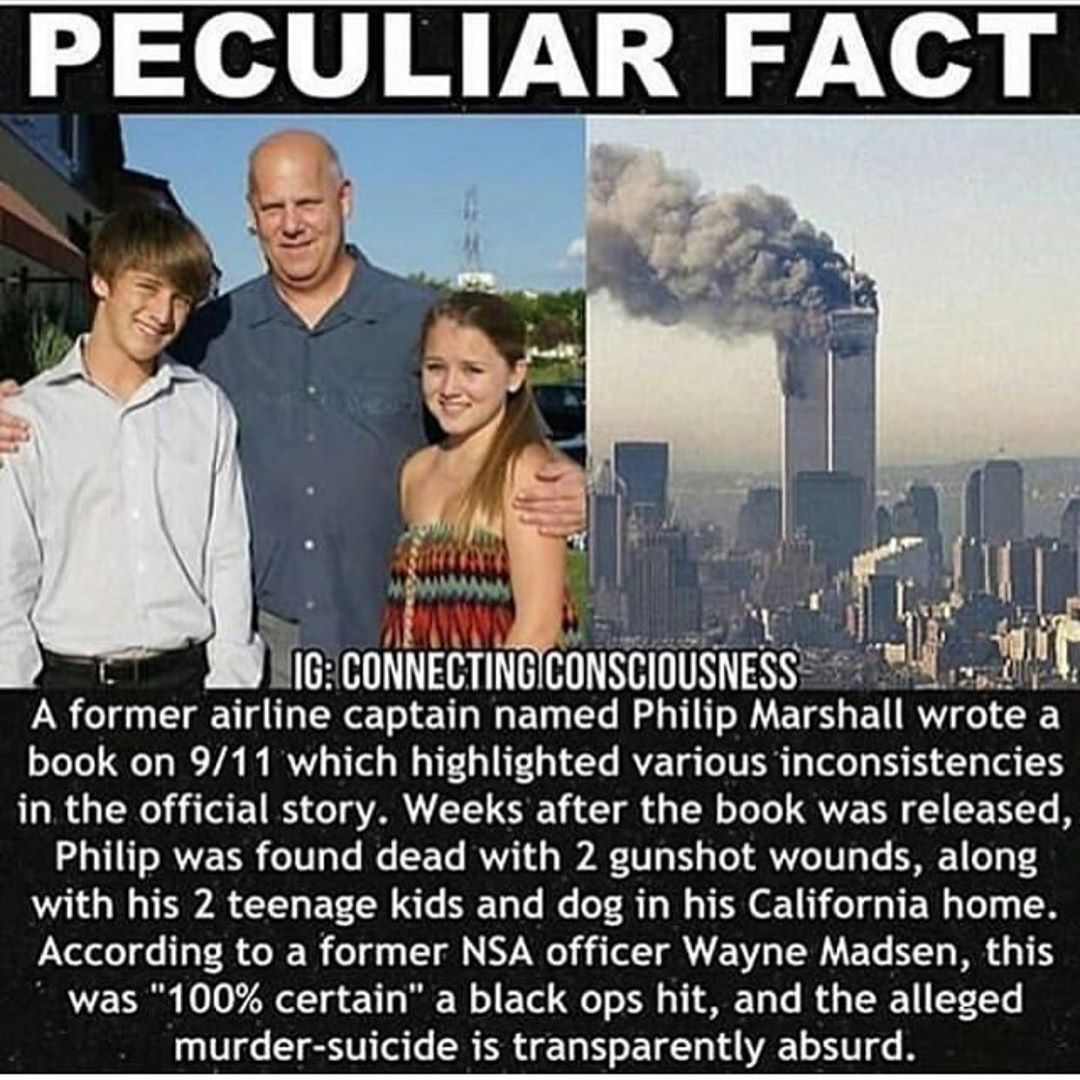 PECULIAR FACT
IG: CONNECTING CONSCIOUSNESS
A former airline captain named Philip Marshall wrote a
book on 9/11 which highlighted various inconsistencies
in the official story. Weeks after the book was released,
Philip was found dead with 2 gunshot wounds, along
with his 2 teenage kids and dog in his California home.
According to a former NSA officer Wayne Madsen, this
was "100% certain" a black ops hit, and the alleged
murder-suicide is transparently absurd.